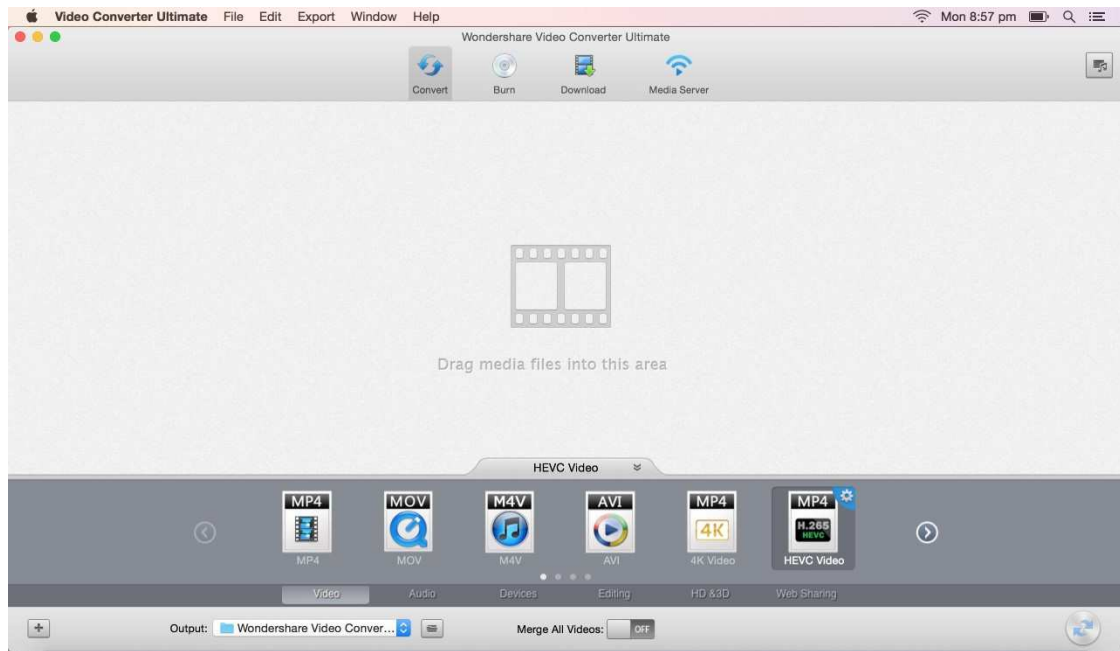 Video Converter Ultimate File Edit Export Window Help Mon 8:57 pm
Wondershare Video Converter Ultimate
Convert Burn Download Media Server
Drag media files into this area
HEVC Video
MP4 MOV M4V AVI MP4 MP4
4K H.265
HEVC
MP4 MOV M4V AVI 4K Video HEVC Video
Video Audio Devices Editing HD &3D Web Sharing
Output: Wondershare Video Conver... Merge All Videos: OFF